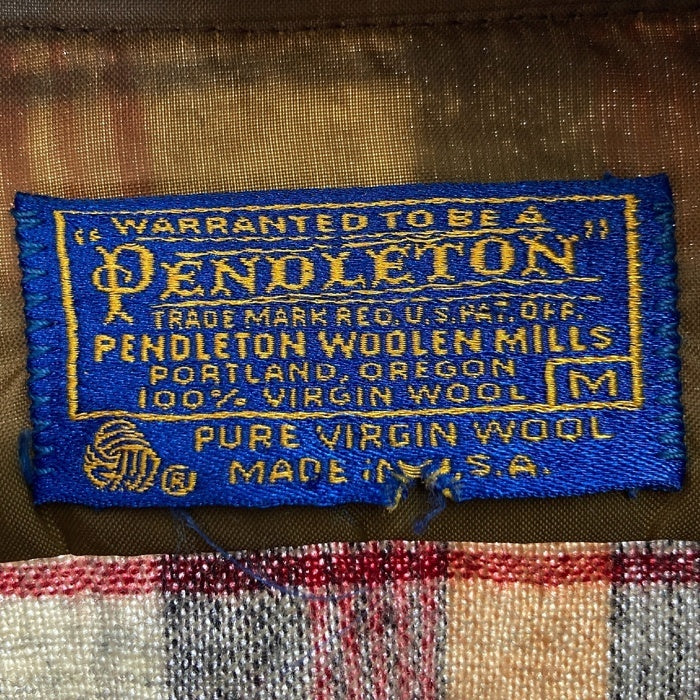 WARRANTED TO BE A
"PENDLETON"
TRADE MARK REG. U.S. PAT. OFF.
PENDLETON WOOLEN MILLS
PORTLAND, OREGON
100% VIRGIN WOOL
M
PURE VIRGIN WOOL
® MADE IN U.S.A.